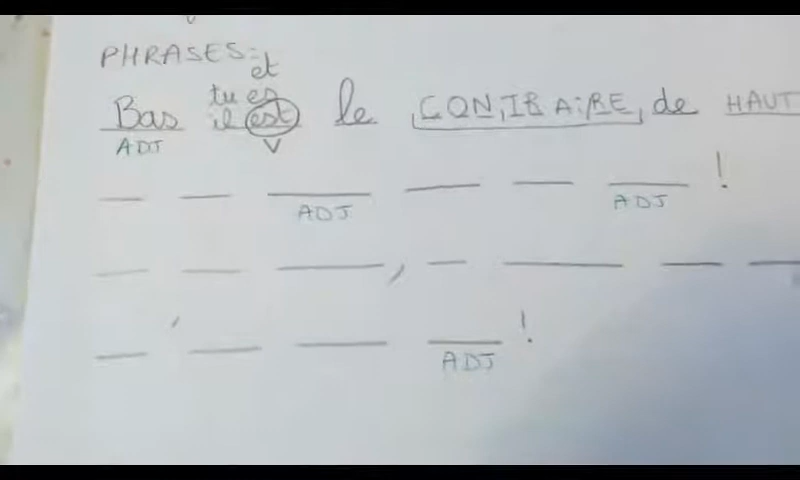 PHRASES:
et
tu es
Bas il est le CONTRAIRE de HAUT
ADJ V
!
ADJ ADJ
,
' !
ADJ